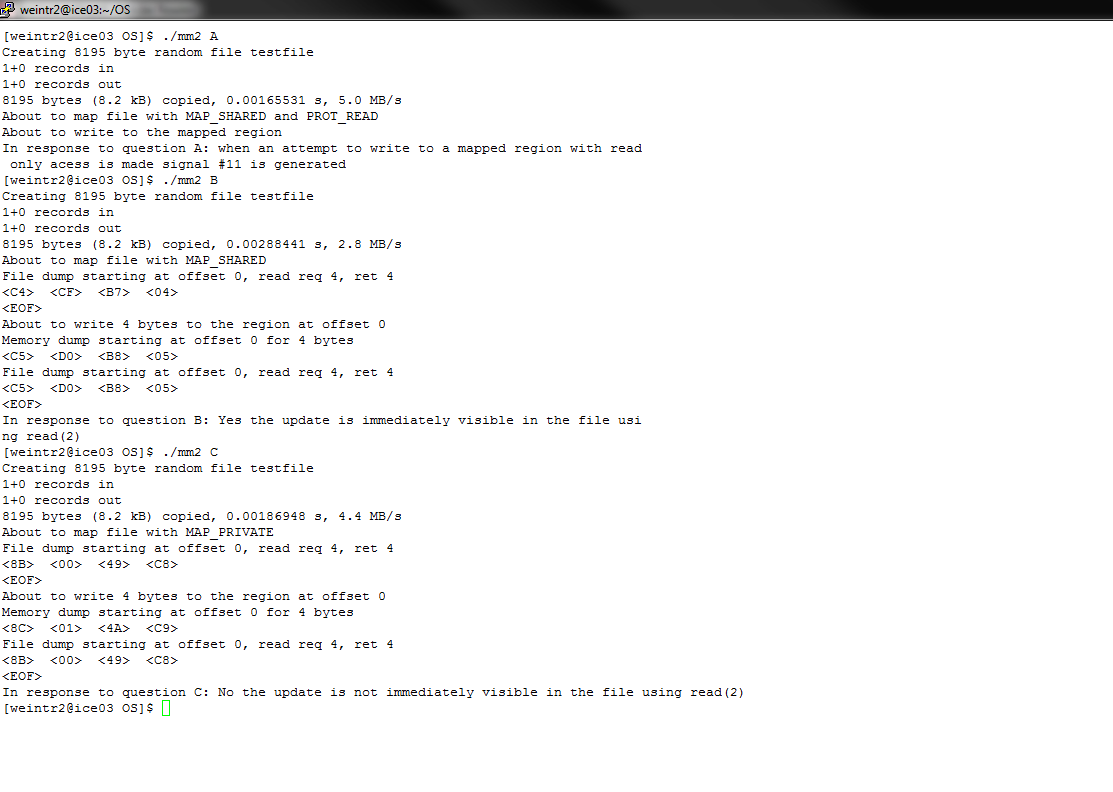 weintr2@ice03:~/OS
[weintr2@ice03 OS]$ ./mm2 A
Creating 8195 byte random file testfile
1+0 records in
1+0 records out
8195 bytes (8.2 kB) copied, 0.00165531 s, 5.0 MB/s
About to map file with MAP_SHARED and PROT_READ
About to write to the mapped region
In response to question A: when an attempt to write to a mapped region with read
 only acess is made signal #11 is generated
[weintr2@ice03 OS]$ ./mm2 B
Creating 8195 byte random file testfile
1+0 records in
1+0 records out
8195 bytes (8.2 kB) copied, 0.00288441 s, 2.8 MB/s
About to map file with MAP_SHARED
File dump starting at offset 0, read req 4, ret 4
<C4>  <CF>  <B7>  <04>
<EOF>
About to write 4 bytes to the region at offset 0
Memory dump starting at offset 0 for 4 bytes
<C5>  <D0>  <B8>  <05>
File dump starting at offset 0, read req 4, ret 4
<C5>  <D0>  <B8>  <05>
<EOF>
In response to question B: Yes the update is immediately visible in the file usi
ng read(2)
[weintr2@ice03 OS]$ ./mm2 C
Creating 8195 byte random file testfile
1+0 records in
1+0 records out
8195 bytes (8.2 kB) copied, 0.00186948 s, 4.4 MB/s
About to map file with MAP_PRIVATE
File dump starting at offset 0, read req 4, ret 4
<8B>  <00>  <49>  <C8>
<EOF>
About to write 4 bytes to the region at offset 0
Memory dump starting at offset 0 for 4 bytes
<8C>  <01>  <4A>  <C9>
File dump starting at offset 0, read req 4, ret 4
<8B>  <00>  <49>  <C8>
<EOF>
In response to question C: No the update is not immediately visible in the file using read(2)
[weintr2@ice03 OS]$